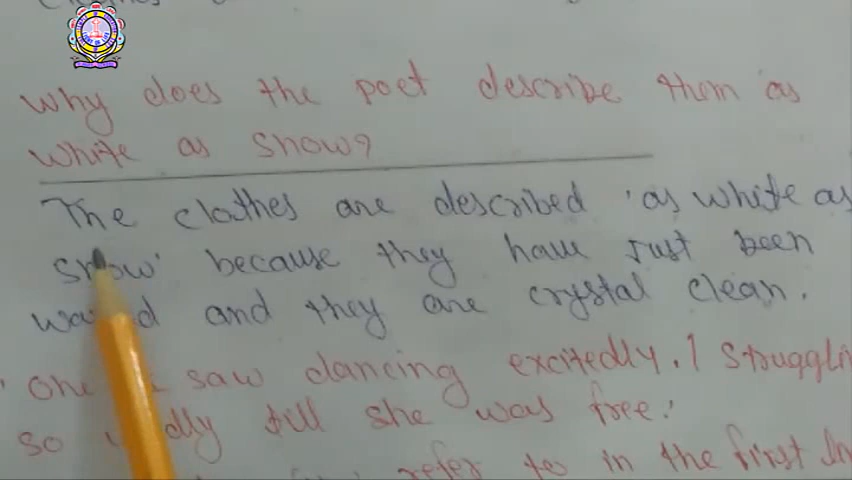 Why does the poet describe them as
white as snow?
The clothes are described 'as white as
snow' because they have just been
and they are crystal clean.
saw dancing excitedly. / struggli
so till she was free.
refer to in the first